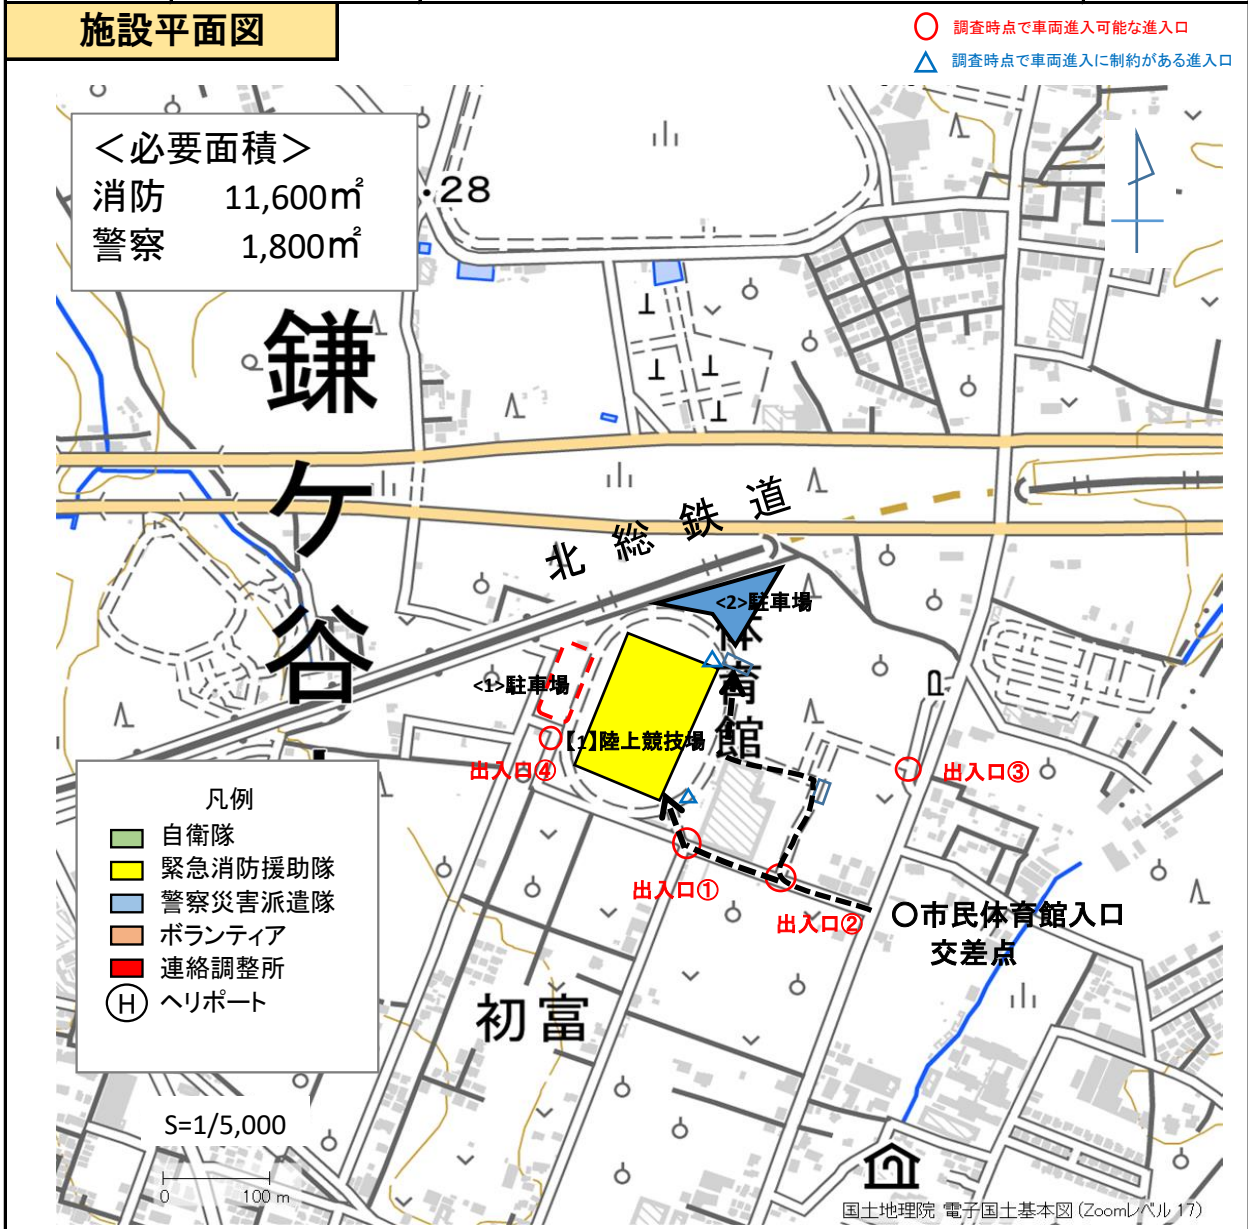 施設平面図
調査時点で車両進入可能な進入口
調査時点で車両進入に制約がある進入口
＜必要面積＞
消防 11,600㎡
警察 1,800㎡
・28
鎌
ケ
谷
北総鉄道
<2>駐車場
体育館
<1>駐車場
【1】陸上競技場
出入口④
出入口③
出入口①
出入口②
○市民体育館入口
交差点
初富
凡例
自衛隊
緊急消防援助隊
警察災害派遣隊
ボランティア
連絡調整所
H ヘリポート
S=1/5,000
0 100 m
国土地理院 電子国土基本図 (Zoomレベル 17)